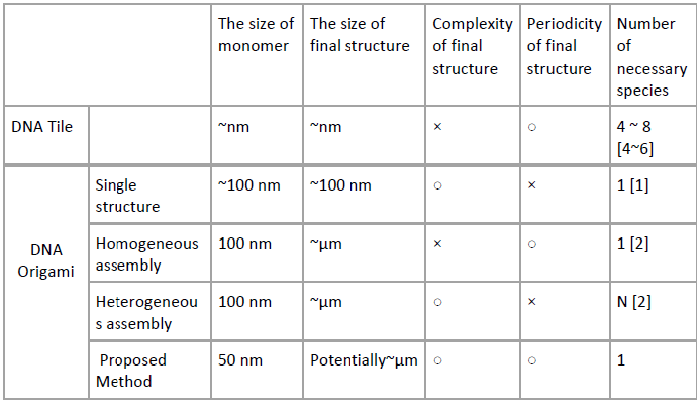 The size of
monomer
The size of
final structure
Complexity
of final
structure
Periodicity
of final
structure
Number
of
necessary
species
DNA Tile
~nm
~nm
×
○
4 ~ 8
[4~6]
DNA
Origami
Single
structure
~100 nm
~100 nm
○
×
1 [1]
Homogeneous
assembly
100 nm
~μm
×
○
1 [2]
Heterogeneou
s assembly
100 nm
~μm
○
×
N [2]
Proposed
Method
50 nm
Potentially~μm
○
○
1